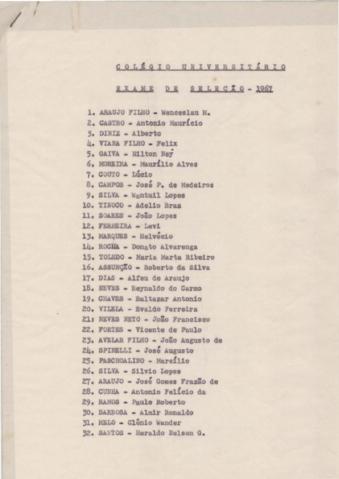 COLÉGIO UNIVERSITÁRIO
EXAME DE SELEÇÃO - 1967
1. ARAUJO FILHO - Wenceslau M.
2. CASTRO - Antonio Maurício
3. DINIZ - Alberto
4. VIANA FILHO - Felix
5. GAIVA - Hilton Ney
6. MOREIRA - Maurílio Alves
7. COUTO - Lúcio
8. CAMPOS - José P. de Medeiros
9. SILVA - Wantuil Lopes
10. TINOCO - Adelio Braz
11. SOARES - João Lopes
12. FERREIRA - Levi
13. MARQUES - Helvécio
14. ROCHA - Donato Alvarenga
15. TOLEDO - Maria Marta Ribeiro
16. ASSUNÇÃO - Roberto da Silva
17. DIAS - Alfeu de Araujo
18. NEVES - Reynaldo do Carmo
19. CHAVES - Baltazar Antonio
20. VILELA - Evaldo Ferreira
21: NEVES NETO - João Francisco
22. FORTES - Vicente de Paulo
23. AVELAR FILHO - João Augusto de
24. SPINELLI - José Augusto
25. PASCHOALINO - Marcílio
26. SILVA - Silvio Lopes
27. ARAUJO - José Gomes Frazão de
28. CUNHA - Antonio Felício da
29. RAMOS - Paulo Roberto
30. BARBOSA - Almir Ronaldo
31. MELO - Glênio Wander
32. SANTOS - Haraldo Nelson G.